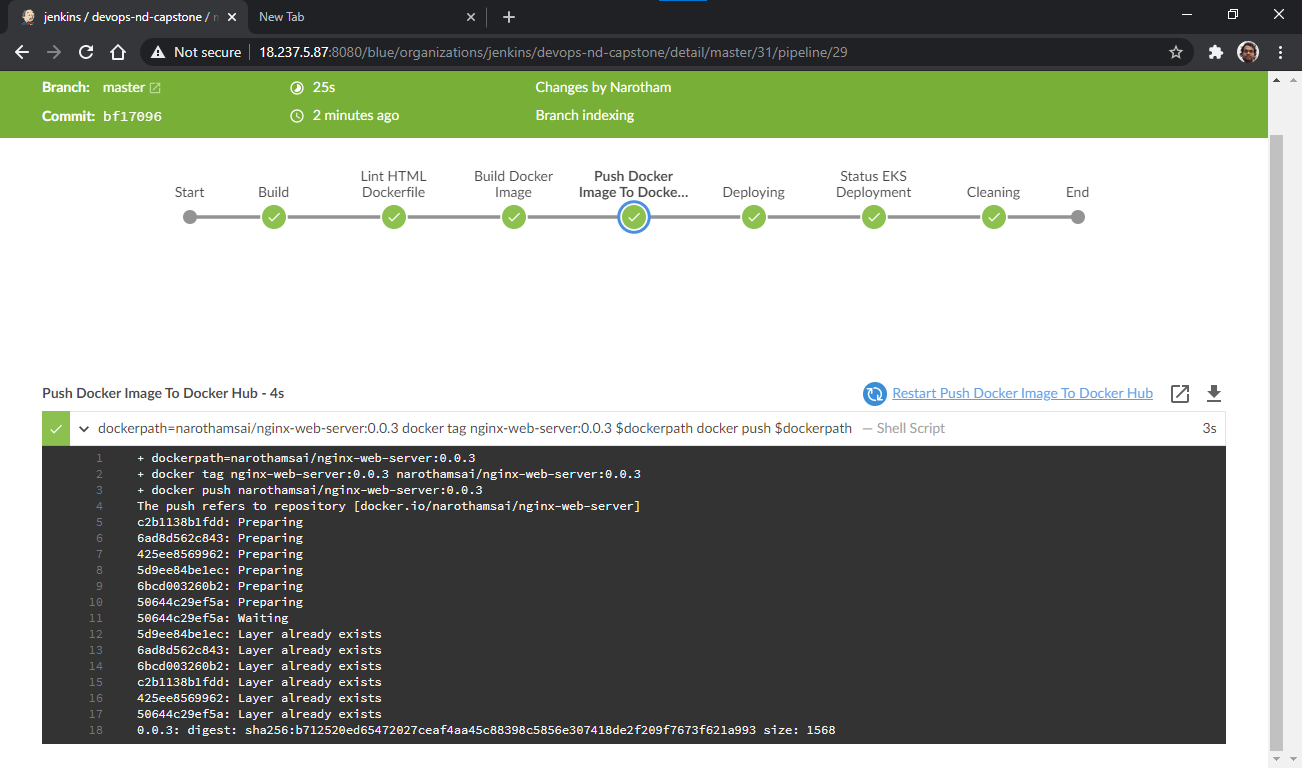 jenkins / devops-nd-capstone /
New Tab
Not secure
18.237.5.87:8080/blue/organizations/jenkins/devops-nd-capstone/detail/master/31/pipeline/29
Branch: master 25s Changes by Narotham
Commit: bf17096 2 minutes ago Branch indexing
Start
Build
Lint HTML
Dockerfile
Build Docker
Image
Push Docker
Image To Docke...
Deploying
Status EKS
Deployment
Cleaning
End
Push Docker Image To Docker Hub - 4s
Restart Push Docker Image To Docker Hub
dockerpath=narothamsai/nginx-web-server:0.0.3 docker tag nginx-web-server:0.0.3 $dockerpath docker push $dockerpath — Shell Script 3s
1 + dockerpath=narothamsai/nginx-web-server:0.0.3
2 + docker tag nginx-web-server:0.0.3 narothamsai/nginx-web-server:0.0.3
3 + docker push narothamsai/nginx-web-server:0.0.3
4 The push refers to repository [docker.io/narothamsai/nginx-web-server]
5 c2b1138b1fdd: Preparing
6 6ad8d562c843: Preparing
7 425ee8569962: Preparing
8 5d9ee84be1ec: Preparing
9 6bcd003260b2: Preparing
10 50644c29ef5a: Preparing
11 50644c29ef5a: Waiting
12 5d9ee84be1ec: Layer already exists
13 6ad8d562c843: Layer already exists
14 6bcd003260b2: Layer already exists
15 c2b1138b1fdd: Layer already exists
16 425ee8569962: Layer already exists
17 50644c29ef5a: Layer already exists
18 0.0.3: digest: sha256:b712520ed65472027ceaf4aa45c88398c5856e307418de2f209f7673f621a993 size: 1568